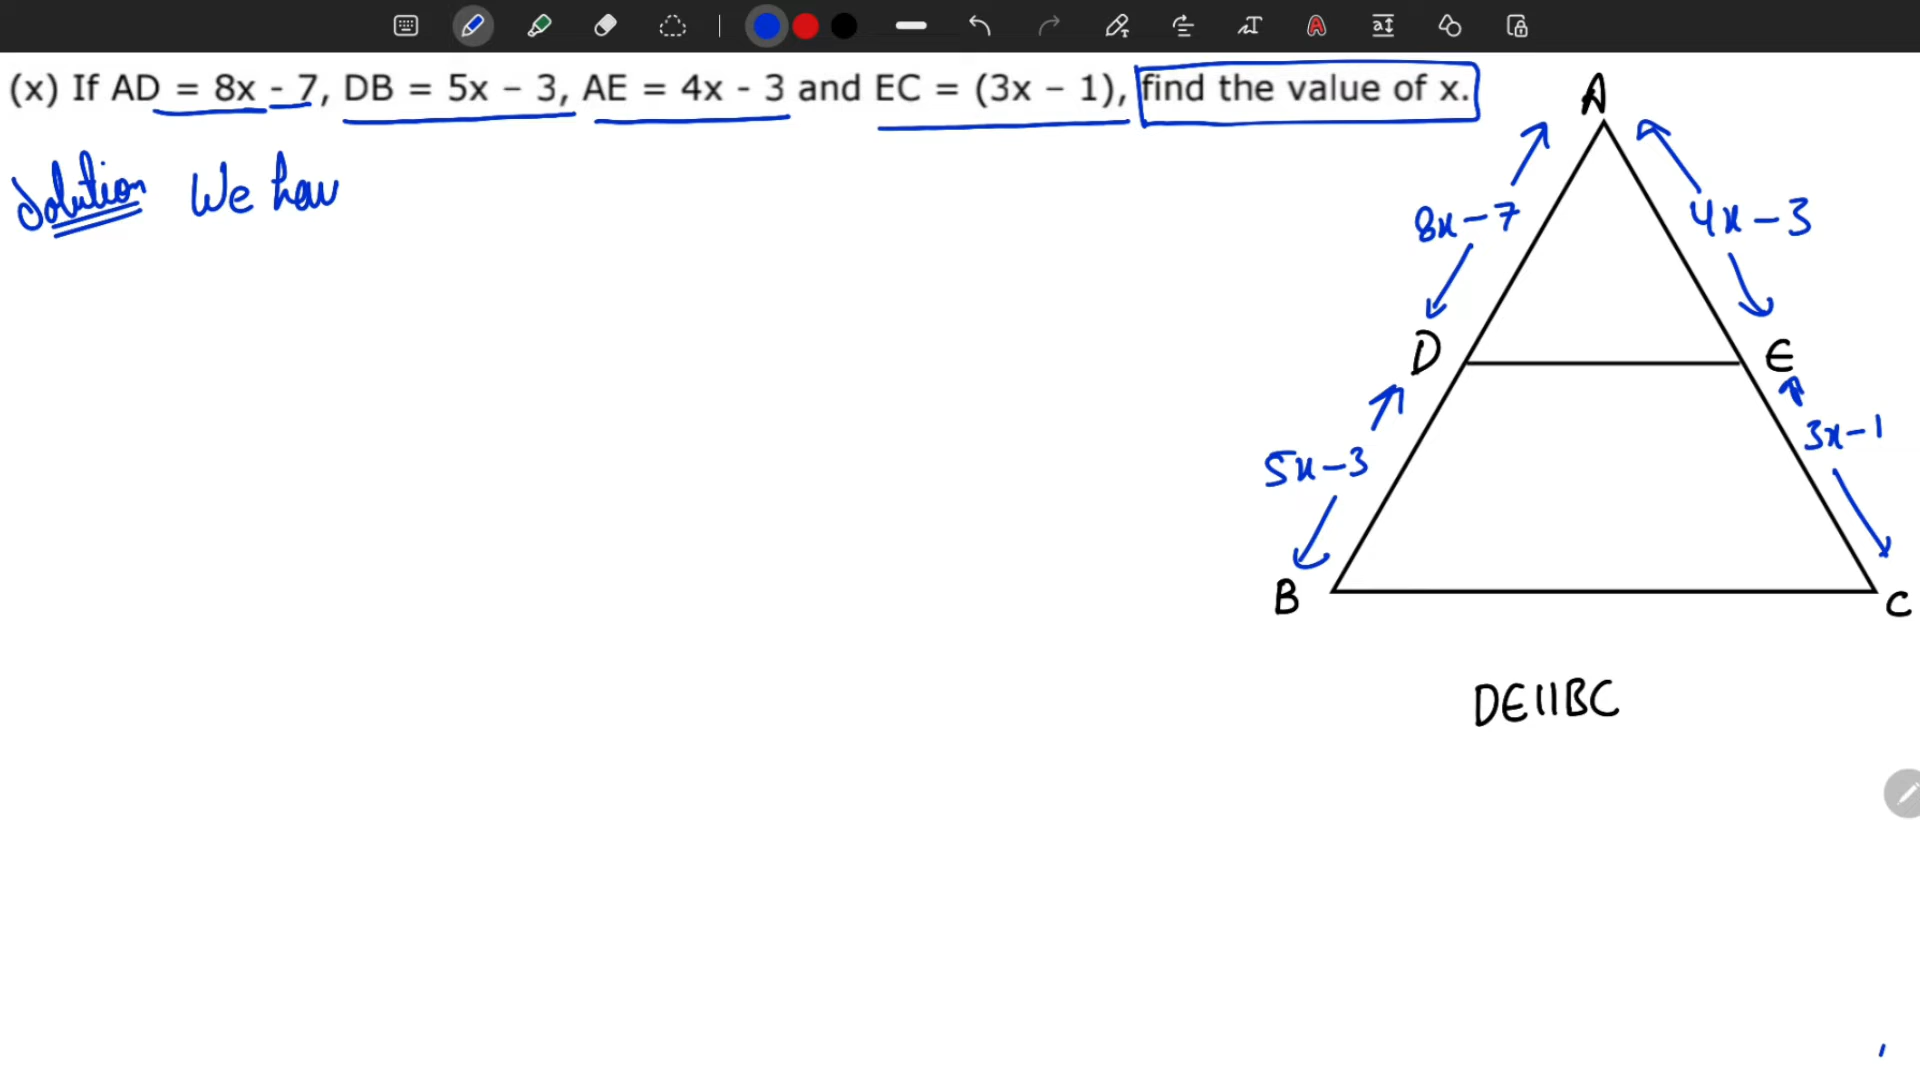 (x) If AD = 8x - 7, DB = 5x – 3, AE = 4x - 3 and EC = (3x – 1), find the value of x.
Solution We hav
A
8x-7
4x-3
D
E
5x-3
3x-1
B
C
DE||BC